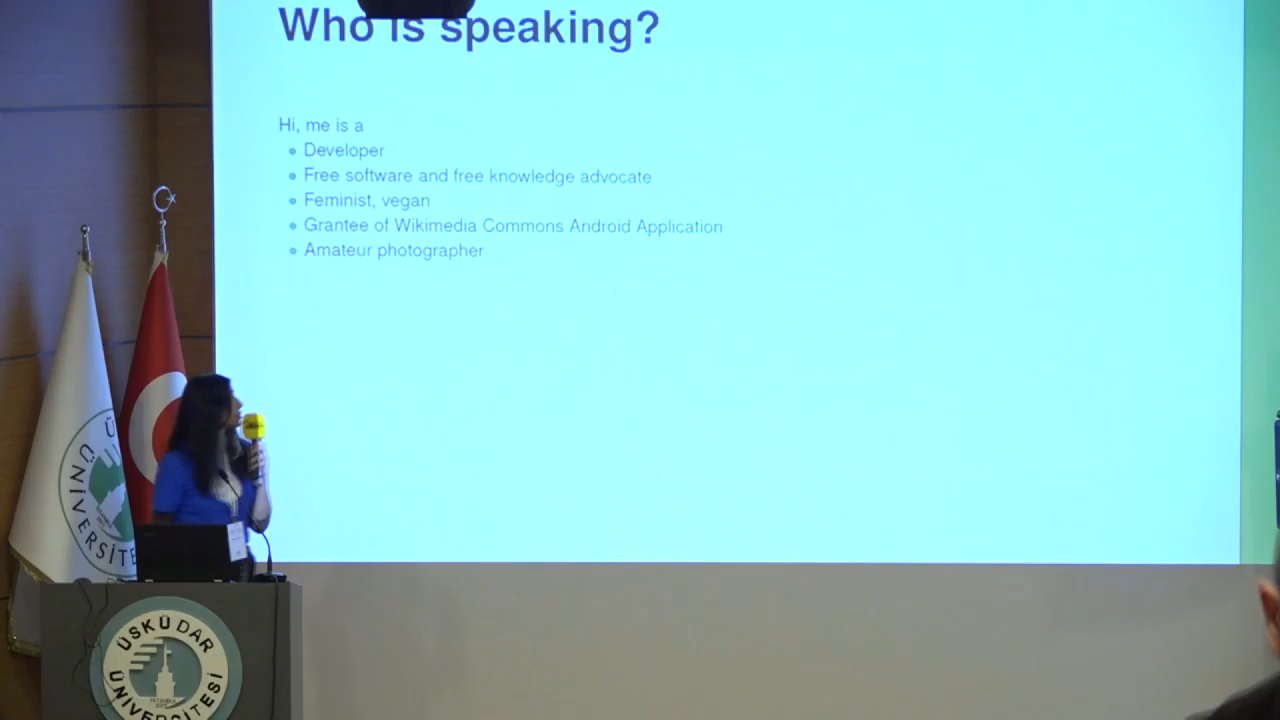 Who is speaking?
Hi, me is a
Developer
Free software and free knowledge advocate
Feminist, vegan
Grantee of Wikimedia Commons Android Application
Amateur photographer
Ü
ÜNİVERSİTE
ÜSKÜDAR
ÜNİVERSİTESİ
İSTANBUL